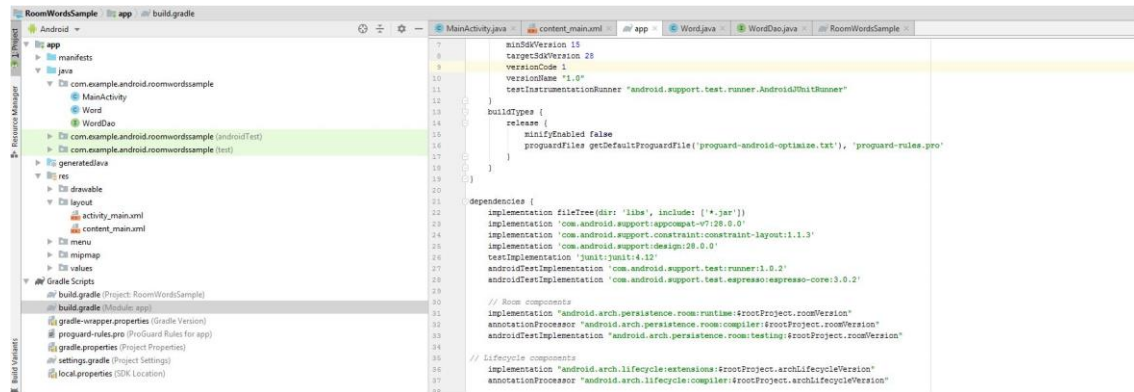 RoomWordsSample app build.gradle
1: Project
Resource Manager
Build Variants
Android
app
manifests
java
com.example.android.roomwordssample
MainActivity
Word
WordDao
com.example.android.roomwordssample (androidTest)
com.example.android.roomwordssample (test)
generatedJava
res
drawable
layout
activity_main.xml
content_main.xml
menu
mipmap
values
Gradle Scripts
build.gradle (Project: RoomWordsSample)
build.gradle (Module: app)
gradle-wrapper.properties (Gradle Version)
proguard-rules.pro (ProGuard Rules for app)
gradle.properties (Project Properties)
settings.gradle (Project Settings)
local.properties (SDK Location)
MainActivity.java content_main.xml app Word.java WordDao.java RoomWordsSample
7 minSdkVersion 15
8 targetSdkVersion 28
9 versionCode 1
10 versionName "1.0"
11 testInstrumentationRunner "android.support.test.runner.AndroidJUnitRunner"
12 }
13 buildTypes {
14 release {
15 minifyEnabled false
16 proguardFiles getDefaultProguardFile('proguard-android-optimize.txt'), 'proguard-rules.pro'
17 }
18 }
19 }
20
21 dependencies {
22 implementation fileTree(dir: 'libs', include: ['*.jar'])
23 implementation 'com.android.support:appcompat-v7:28.0.0'
24 implementation 'com.android.support.constraint:constraint-layout:1.1.3'
25 implementation 'com.android.support:design:28.0.0'
26 testImplementation 'junit:junit:4.12'
27 androidTestImplementation 'com.android.support.test:runner:1.0.2'
28 androidTestImplementation 'com.android.support.test.espresso:espresso-core:3.0.2'
29
30 // Room components
31 implementation "android.arch.persistence.room:runtime:$rootProject.roomVersion"
32 annotationProcessor "android.arch.persistence.room:compiler:$rootProject.roomVersion"
33 androidTestImplementation "android.arch.persistence.room:testing:$rootProject.roomVersion"
34
35 // Lifecycle components
36 implementation "android.arch.lifecycle:extensions:$rootProject.archLifecycleVersion"
37 annotationProcessor "android.arch.lifecycle:compiler:$rootProject.archLifecycleVersion"